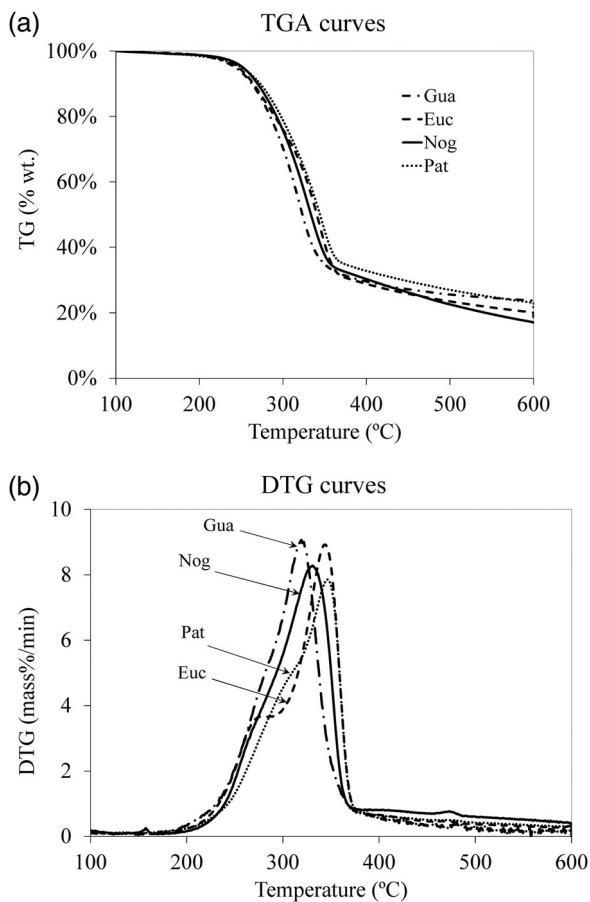 (a)
TGA curves
100%
80%
60%
40%
20%
0%
TG (% wt.)
Gua
Euc
Nog
Pat
100
200
300
400
500
600
Temperature (ºC)
(b)
DTG curves
10
8
6
4
2
0
DTG (mass%/min)
Gua
Nog
Pat
Euc
100
200
300
400
500
600
Temperature (ºC)